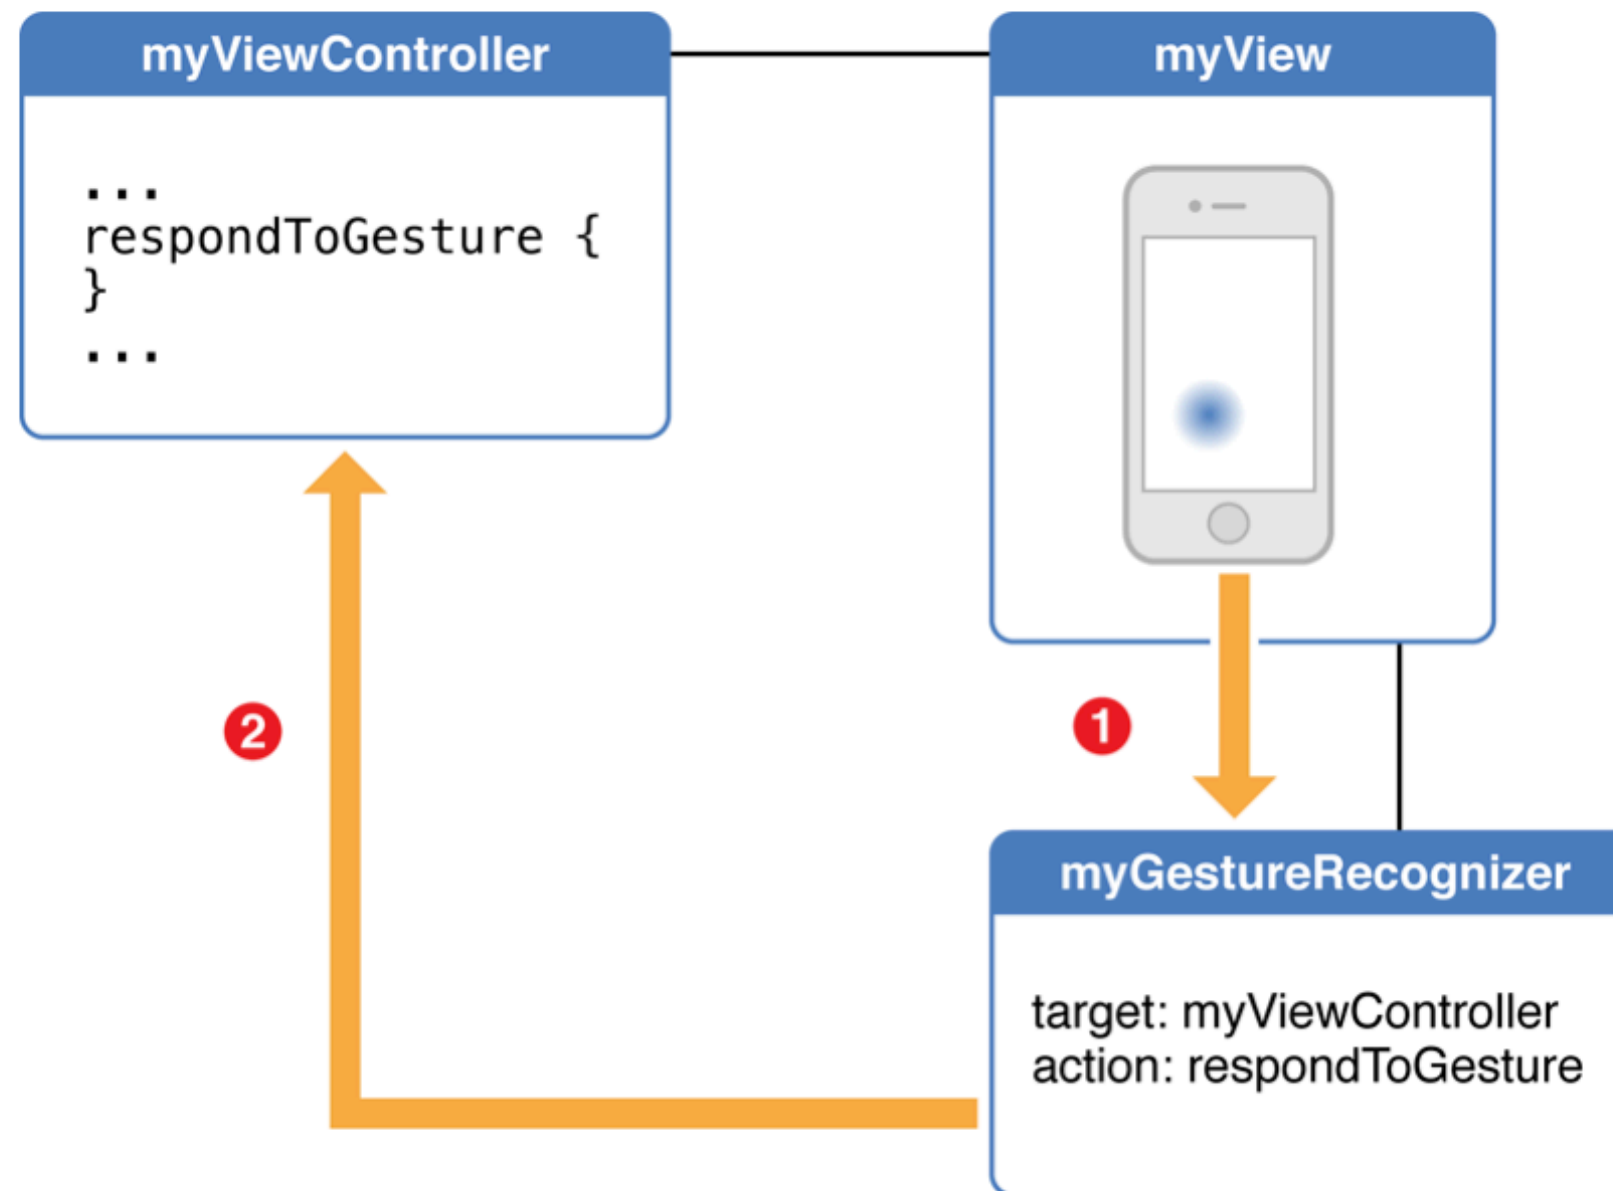 myViewController
...
respondToGesture {
}
...
myView
2
1
myGestureRecognizer
target: myViewController
action: respondToGesture